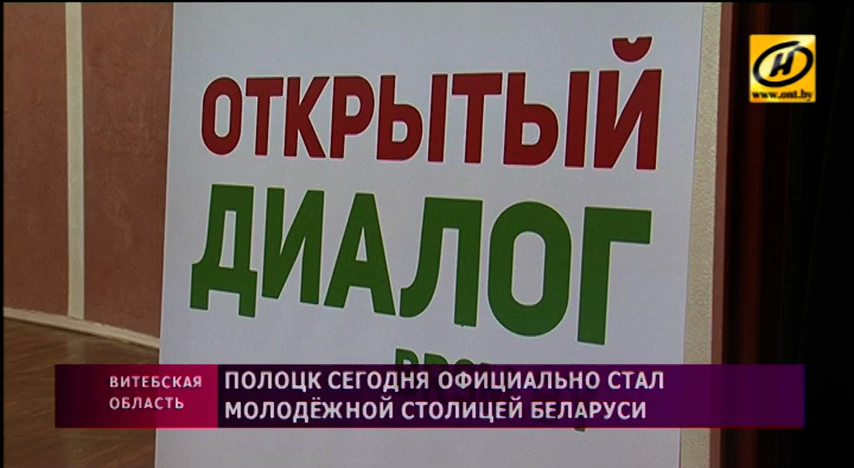 ОТКРЫТЫЙ
ДИАЛОГ
www.ont.by
ВИТЕБСКАЯ
ОБЛАСТЬ
ПОЛОЦК СЕГОДНЯ ОФИЦИАЛЬНО СТАЛ
МОЛОДЁЖНОЙ СТОЛИЦЕЙ БЕЛАРУСИ